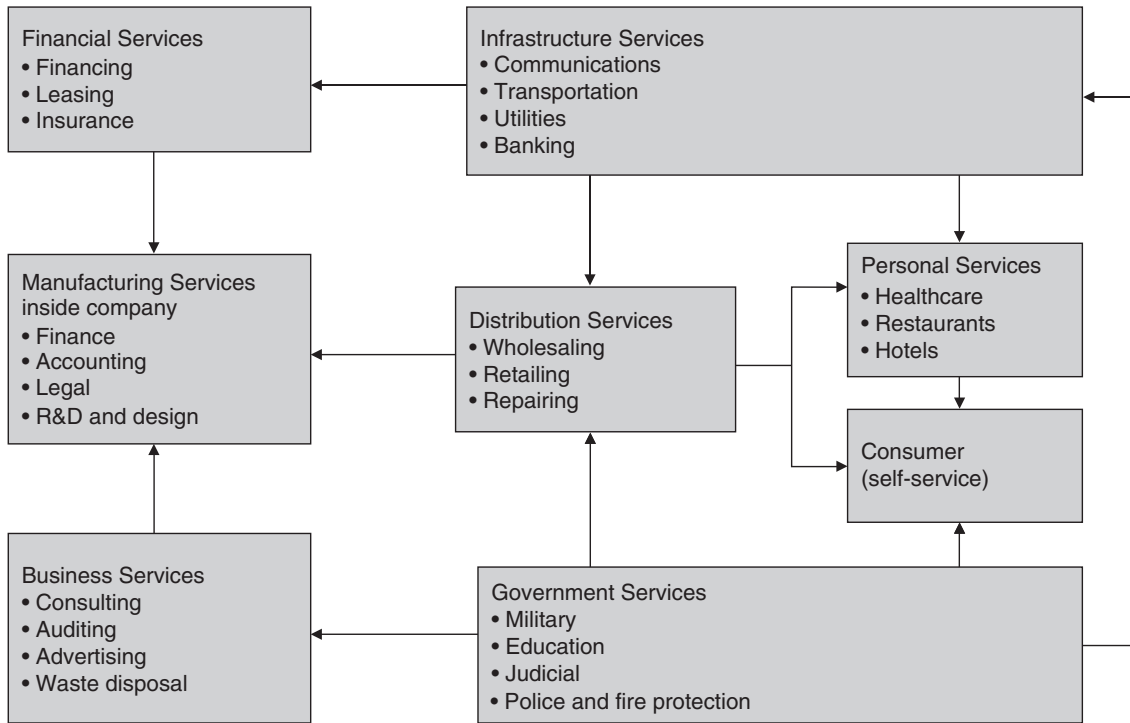 Financial Services
• Financing
• Leasing
• Insurance
Infrastructure Services
• Communications
• Transportation
• Utilities
• Banking
Manufacturing Services
inside company
• Finance
• Accounting
• Legal
• R&D and design
Distribution Services
• Wholesaling
• Retailing
• Repairing
Personal Services
• Healthcare
• Restaurants
• Hotels
Consumer
(self-service)
Business Services
• Consulting
• Auditing
• Advertising
• Waste disposal
Government Services
• Military
• Education
• Judicial
• Police and fire protection